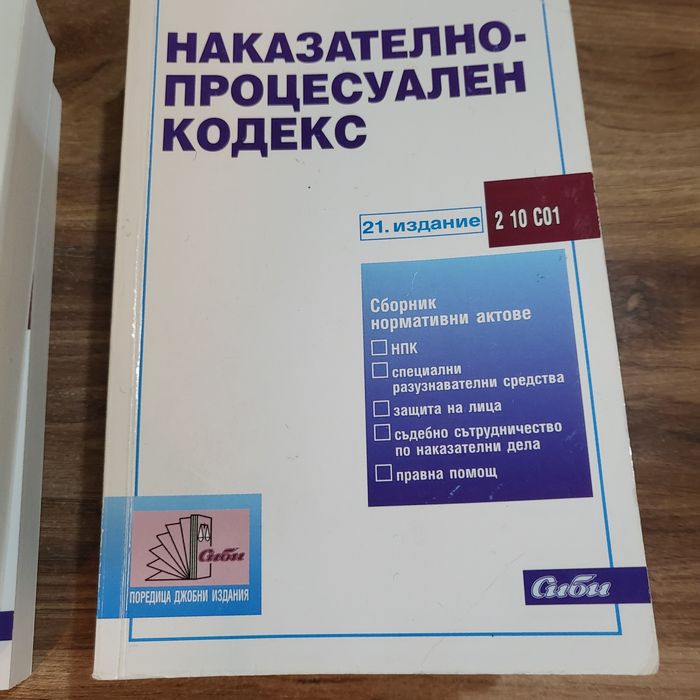 НАКАЗАТЕЛНО-
ПРОЦЕСУАЛЕН
КОДЕКС
21. издание
2 10 С01
Сборник
нормативни актове
НПК
специални
разузнавателни средства
защита на лица
съдебно сътрудничество
по наказателни дела
правна помощ
Сиби
ПОРЕДИЦА ДЖОБНИ ИЗДАНИЯ
Сиби